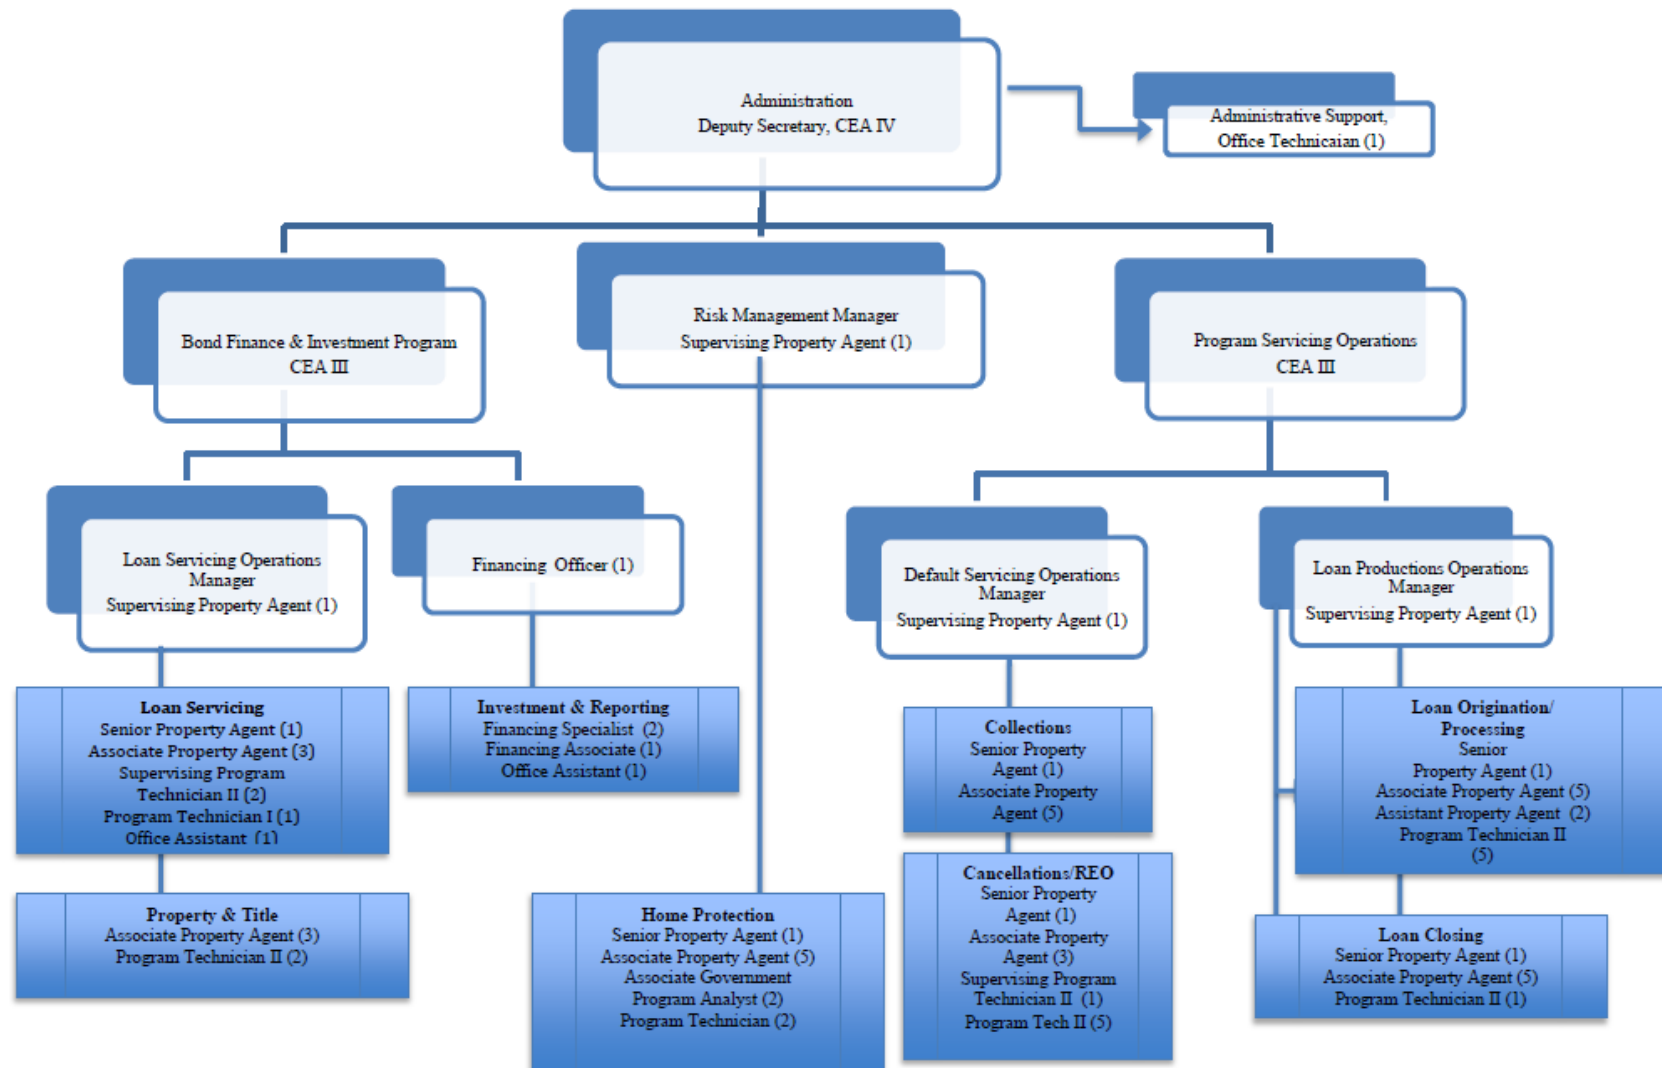 Administration
Deputy Secretary, CEA IV
Administrative Support,
Office Technicaian (1)
Bond Finance & Investment Program
CEA III
Risk Management Manager
Supervising Property Agent (1)
Program Servicing Operations
CEA III
Loan Servicing Operations
Manager
Supervising Property Agent (1)
Financing Officer (1)
Default Servicing Operations
Manager
Supervising Property Agent (1)
Loan Productions Operations
Manager
Supervising Property Agent (1)
Loan Servicing
Senior Property Agent (1)
Associate Property Agent (3)
Supervising Program
Technician II (2)
Program Technician I (1)
Office Assistant (1)
Investment & Reporting
Financing Specialist (2)
Financing Associate (1)
Office Assistant (1)
Collections
Senior Property
Agent (1)
Associate Property
Agent (5)
Loan Origination/
Processing
Senior
Property Agent (1)
Associate Property Agent (5)
Assistant Property Agent (2)
Program Technician II
(5)
Property & Title
Associate Property Agent (3)
Program Technician II (2)
Home Protection
Senior Property Agent (1)
Associate Property Agent (5)
Associate Government
Program Analyst (2)
Program Technician (2)
Cancellations/REO
Senior Property
Agent (1)
Associate Property
Agent (3)
Supervising Program
Technician II (1)
Program Tech II (5)
Loan Closing
Senior Property Agent (1)
Associate Property Agent (5)
Program Technician II (1)